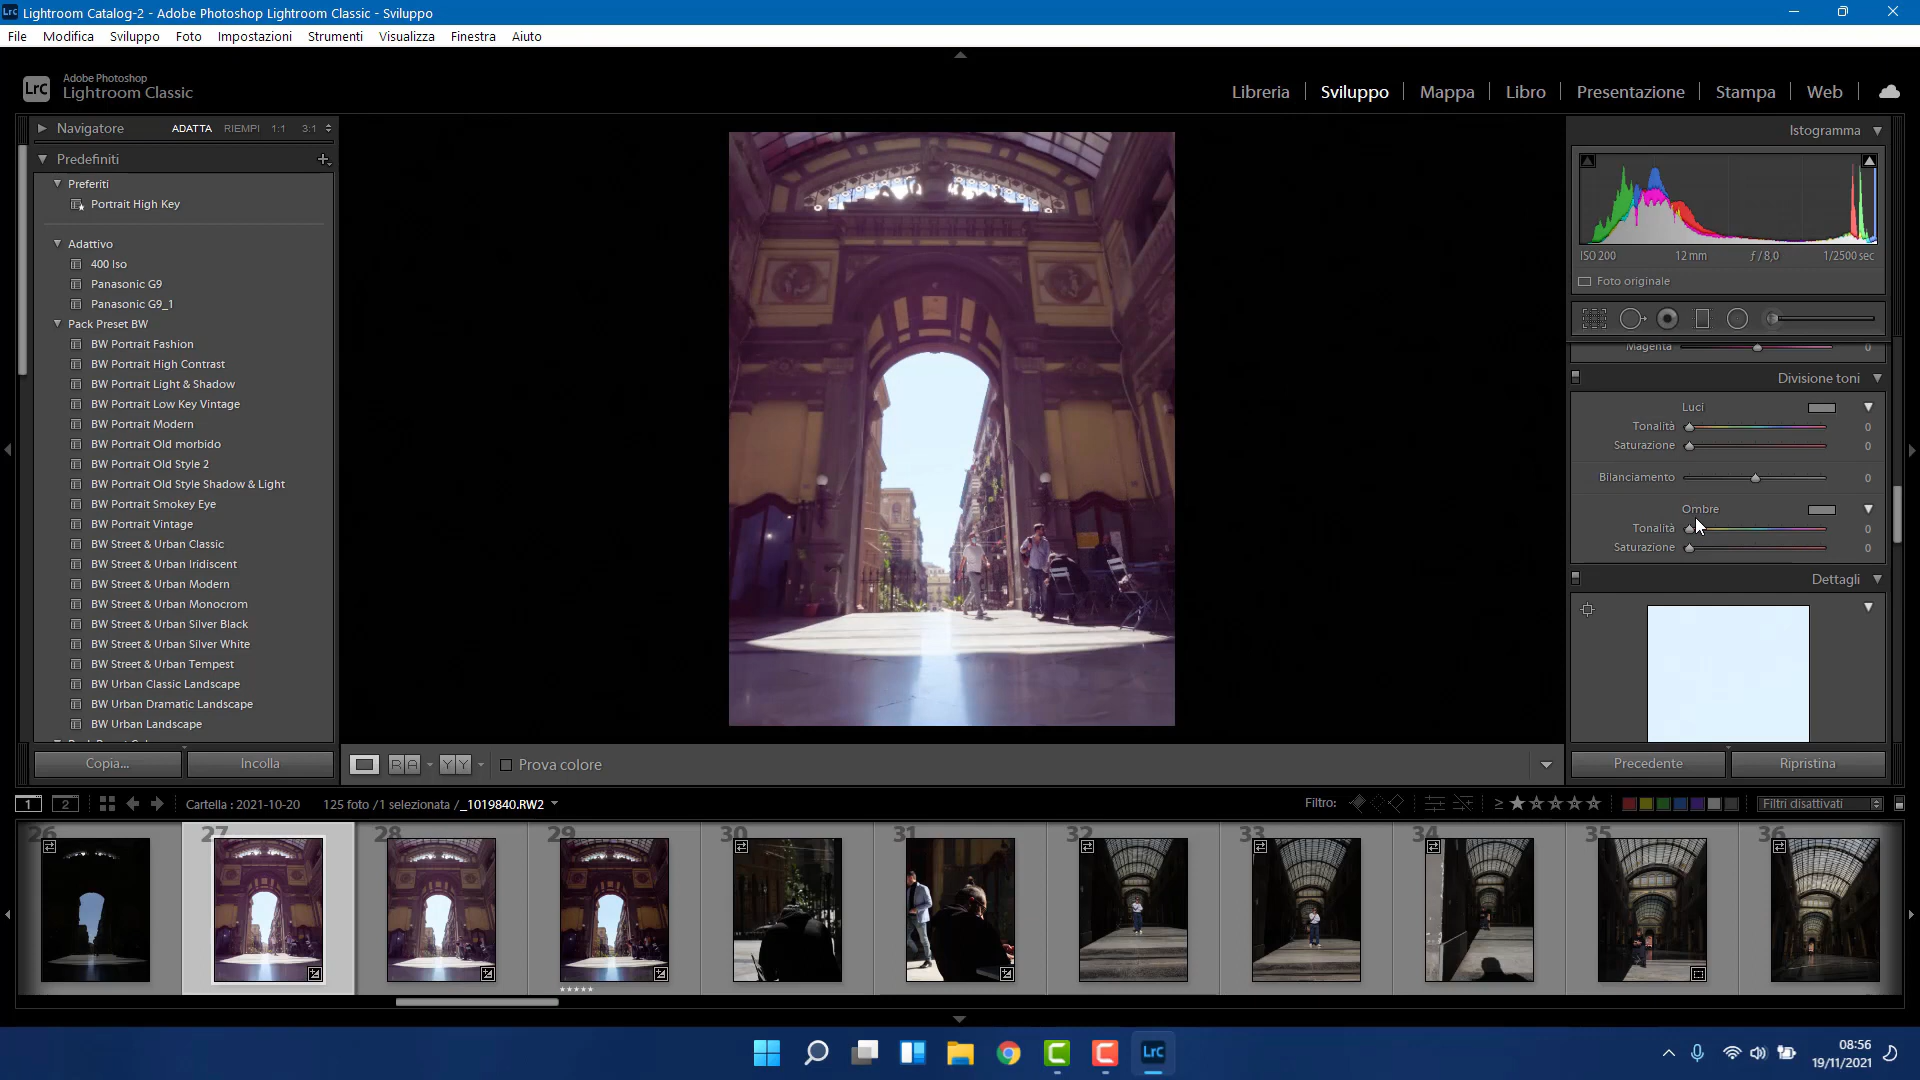 Lrc Lightroom Catalog-2 - Adobe Photoshop Lightroom Classic - Sviluppo
File Modifica Sviluppo Foto Impostazioni Strumenti Visualizza Finestra Aiuto
LrC Adobe Photoshop
Lightroom Classic
Libreria Sviluppo Mappa Libro Presentazione Stampa Web
Navigatore ADATTA RIEMPI 1:1 3:1
Predefiniti
Preferiti
Portrait High Key
Adattivo
400 Iso
Panasonic G9
Panasonic G9_1
Pack Preset BW
BW Portrait Fashion
BW Portrait High Contrast
BW Portrait Light & Shadow
BW Portrait Low Key Vintage
BW Portrait Modern
BW Portrait Old morbido
BW Portrait Old Style 2
BW Portrait Old Style Shadow & Light
BW Portrait Smokey Eye
BW Portrait Vintage
BW Street & Urban Classic
BW Street & Urban Iridiscent
BW Street & Urban Modern
BW Street & Urban Monocrom
BW Street & Urban Silver Black
BW Street & Urban Silver White
BW Street & Urban Tempest
BW Urban Classic Landscape
BW Urban Dramatic Landscape
BW Urban Landscape
Copia... Incolla
Istogramma
ISO 200 12 mm ƒ / 8,0 1/2500 sec
Foto originale
Magenta 0
Divisione toni
Luci
Tonalità 0
Saturazione 0
Bilanciamento 0
Ombre
Tonalità 0
Saturazione 0
Dettagli
Precedente Ripristina
R A Y Y Prova colore
1 2 Cartella : 2021-10-20 125 foto /1 selezionata /_1019840.RW2 Filtro: ≥ Filtri disattivati
26 27 28 29 30 31 32 33 34 35 36
LrC
08:56
19/11/2021